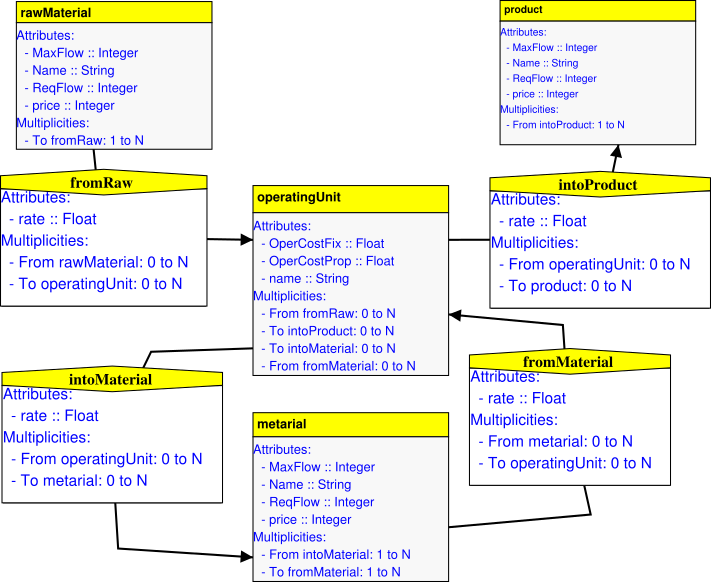 rawMaterial
Attributes:
- MaxFlow :: Integer
- Name :: String
- ReqFlow :: Integer
- price :: Integer
Multiplicities:
- To fromRaw: 1 to N
product
Attributes:
- MaxFlow :: Integer
- Name :: String
- ReqFlow :: Integer
- price :: Integer
Multiplicities:
- From intoProduct: 1 to N
fromRaw
Attributes:
- rate :: Float
Multiplicities:
- From rawMaterial: 0 to N
- To operatingUnit: 0 to N
operatingUnit
Attributes:
- OperCostFix :: Float
- OperCostProp :: Float
- name :: String
Multiplicities:
- From fromRaw: 0 to N
- To intoProduct: 0 to N
- To intoMaterial: 0 to N
- From fromMaterial: 0 to N
intoProduct
Attributes:
- rate :: Float
Multiplicities:
- From operatingUnit: 0 to N
- To product: 0 to N
intoMaterial
Attributes:
- rate :: Float
Multiplicities:
- From operatingUnit: 0 to N
- To metarial: 0 to N
metarial
Attributes:
- MaxFlow :: Integer
- Name :: String
- ReqFlow :: Integer
- price :: Integer
Multiplicities:
- From intoMaterial: 1 to N
- To fromMaterial: 1 to N
fromMaterial
Attributes:
- rate :: Float
Multiplicities:
- From metarial: 0 to N
- To operatingUnit: 0 to N